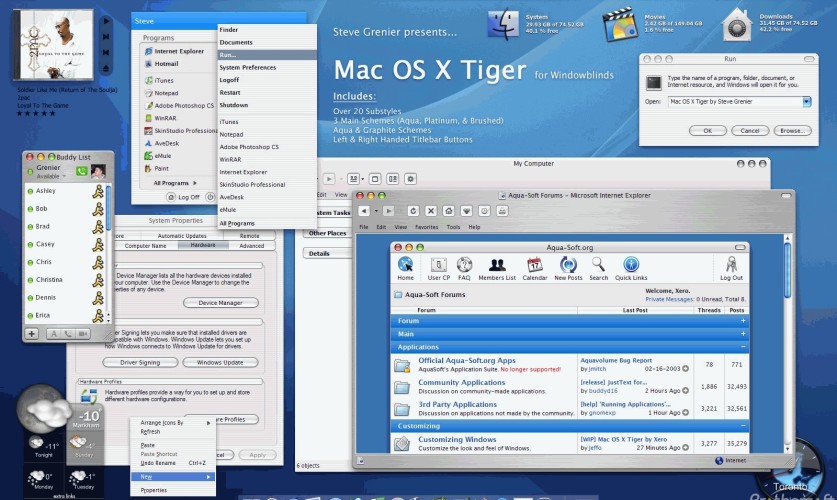 Soldier Like Me (Return of The Soulja)
2pac
Loyal To The Game
Steve
Programs
Internet Explorer
Hotmail
iTunes
Notepad
Adobe Photoshop CS
WinRAR
SkinStudio Profession
AveDesk
eMule
Paint
All Programs
Log Off
Finder
Documents
Run...
System Preferences
Logoff
Restart
Shutdown
iTunes
Notepad
Adobe Photoshop CS
WinRAR
Internet Explorer
SkinStudio Professional
AveDesk
eMule
All Programs
Steve Grenier presents...
Mac OS X Tiger for Windowblinds
Includes:
Over 20 Substyles
3 Main Schemes (Aqua, Platinum, & Brushed)
Aqua & Graphite Schemes
Left & Right Handed Titlebar Buttons
System
29.93 GB of 74.52 GB
40.1 % free
Movies
2.42 GB of 149.04 GB
1.6 % free
Downloads
31.45 GB of 74.52 GB
42.2 % free
Run
Type the name of a program, folder, document, or
Internet resource, and Windows will open it for you.
Open: Mac OS X Tiger by Steve Grenier
OK Cancel Browse...
Buddy List
Grenier
Available
Ashley
Bob
Brad
Casey
Chris
Christina
Dennis
Erica
System Properties
Automatic Updates Remote
Computer Name Hardware Advanced
Device Manager lists all the hardware devices installed
your computer. Use the Device Manager to change the
Device Manager
er Signing lets you make sure that installed drivers are
patible with Windows. Windows Update lets you set up
how Windows connects to Windows Update for drivers.
Driver Signing Windows Update
Hardware Profiles
Hardware profiles provide a way for you to set up and store
different hardware configurations.
re Profiles
Apply
My Computer
Edit View
System Tasks
Other Places
Details
6 objects
Aqua-Soft Forums - Microsoft Internet Explorer
File Edit View Favorites Tools Help
Aqua-Soft.org
Home User CP FAQ Members List Calendar New Posts Search Quick Links Log Out
Aqua-Soft Forums
Welcome, Xero.
Private Messages: 0 Unread, Total 8.
Forum Last Post Threads Posts
Forum
Main
Applications
Official Aqua-Soft.org Apps
AquaSoft's Application Suite. No longer supported!
Aquavolume Bug Report
by jmitch 02-16-2003
78 771
Community Applications
Discussion on community-made applications.
[release] JustText for...
by buddyd16 2 Hours Ago
1,886 32,493
3rd Party Applications
Discussion on applications not made by the community.
[help] 'Running Applications'...
by gnomexp 1 Hour Ago
3,221 32,561
Customizing
Customizing Windows
Customize the look and feel of Windows.
[WIP] Mac OS X Tiger by Xero
by jeffo 27 Minutes Ago
3,277 35,279
Internet
-10
Markham
-11°
Tonight
-4°
0°
Monday
-1°
Tuesday
extra links
Arrange Icons By
Refresh
Paste
Paste Shortcut
Undo Rename Ctrl+Z
New
Properties
Toronto